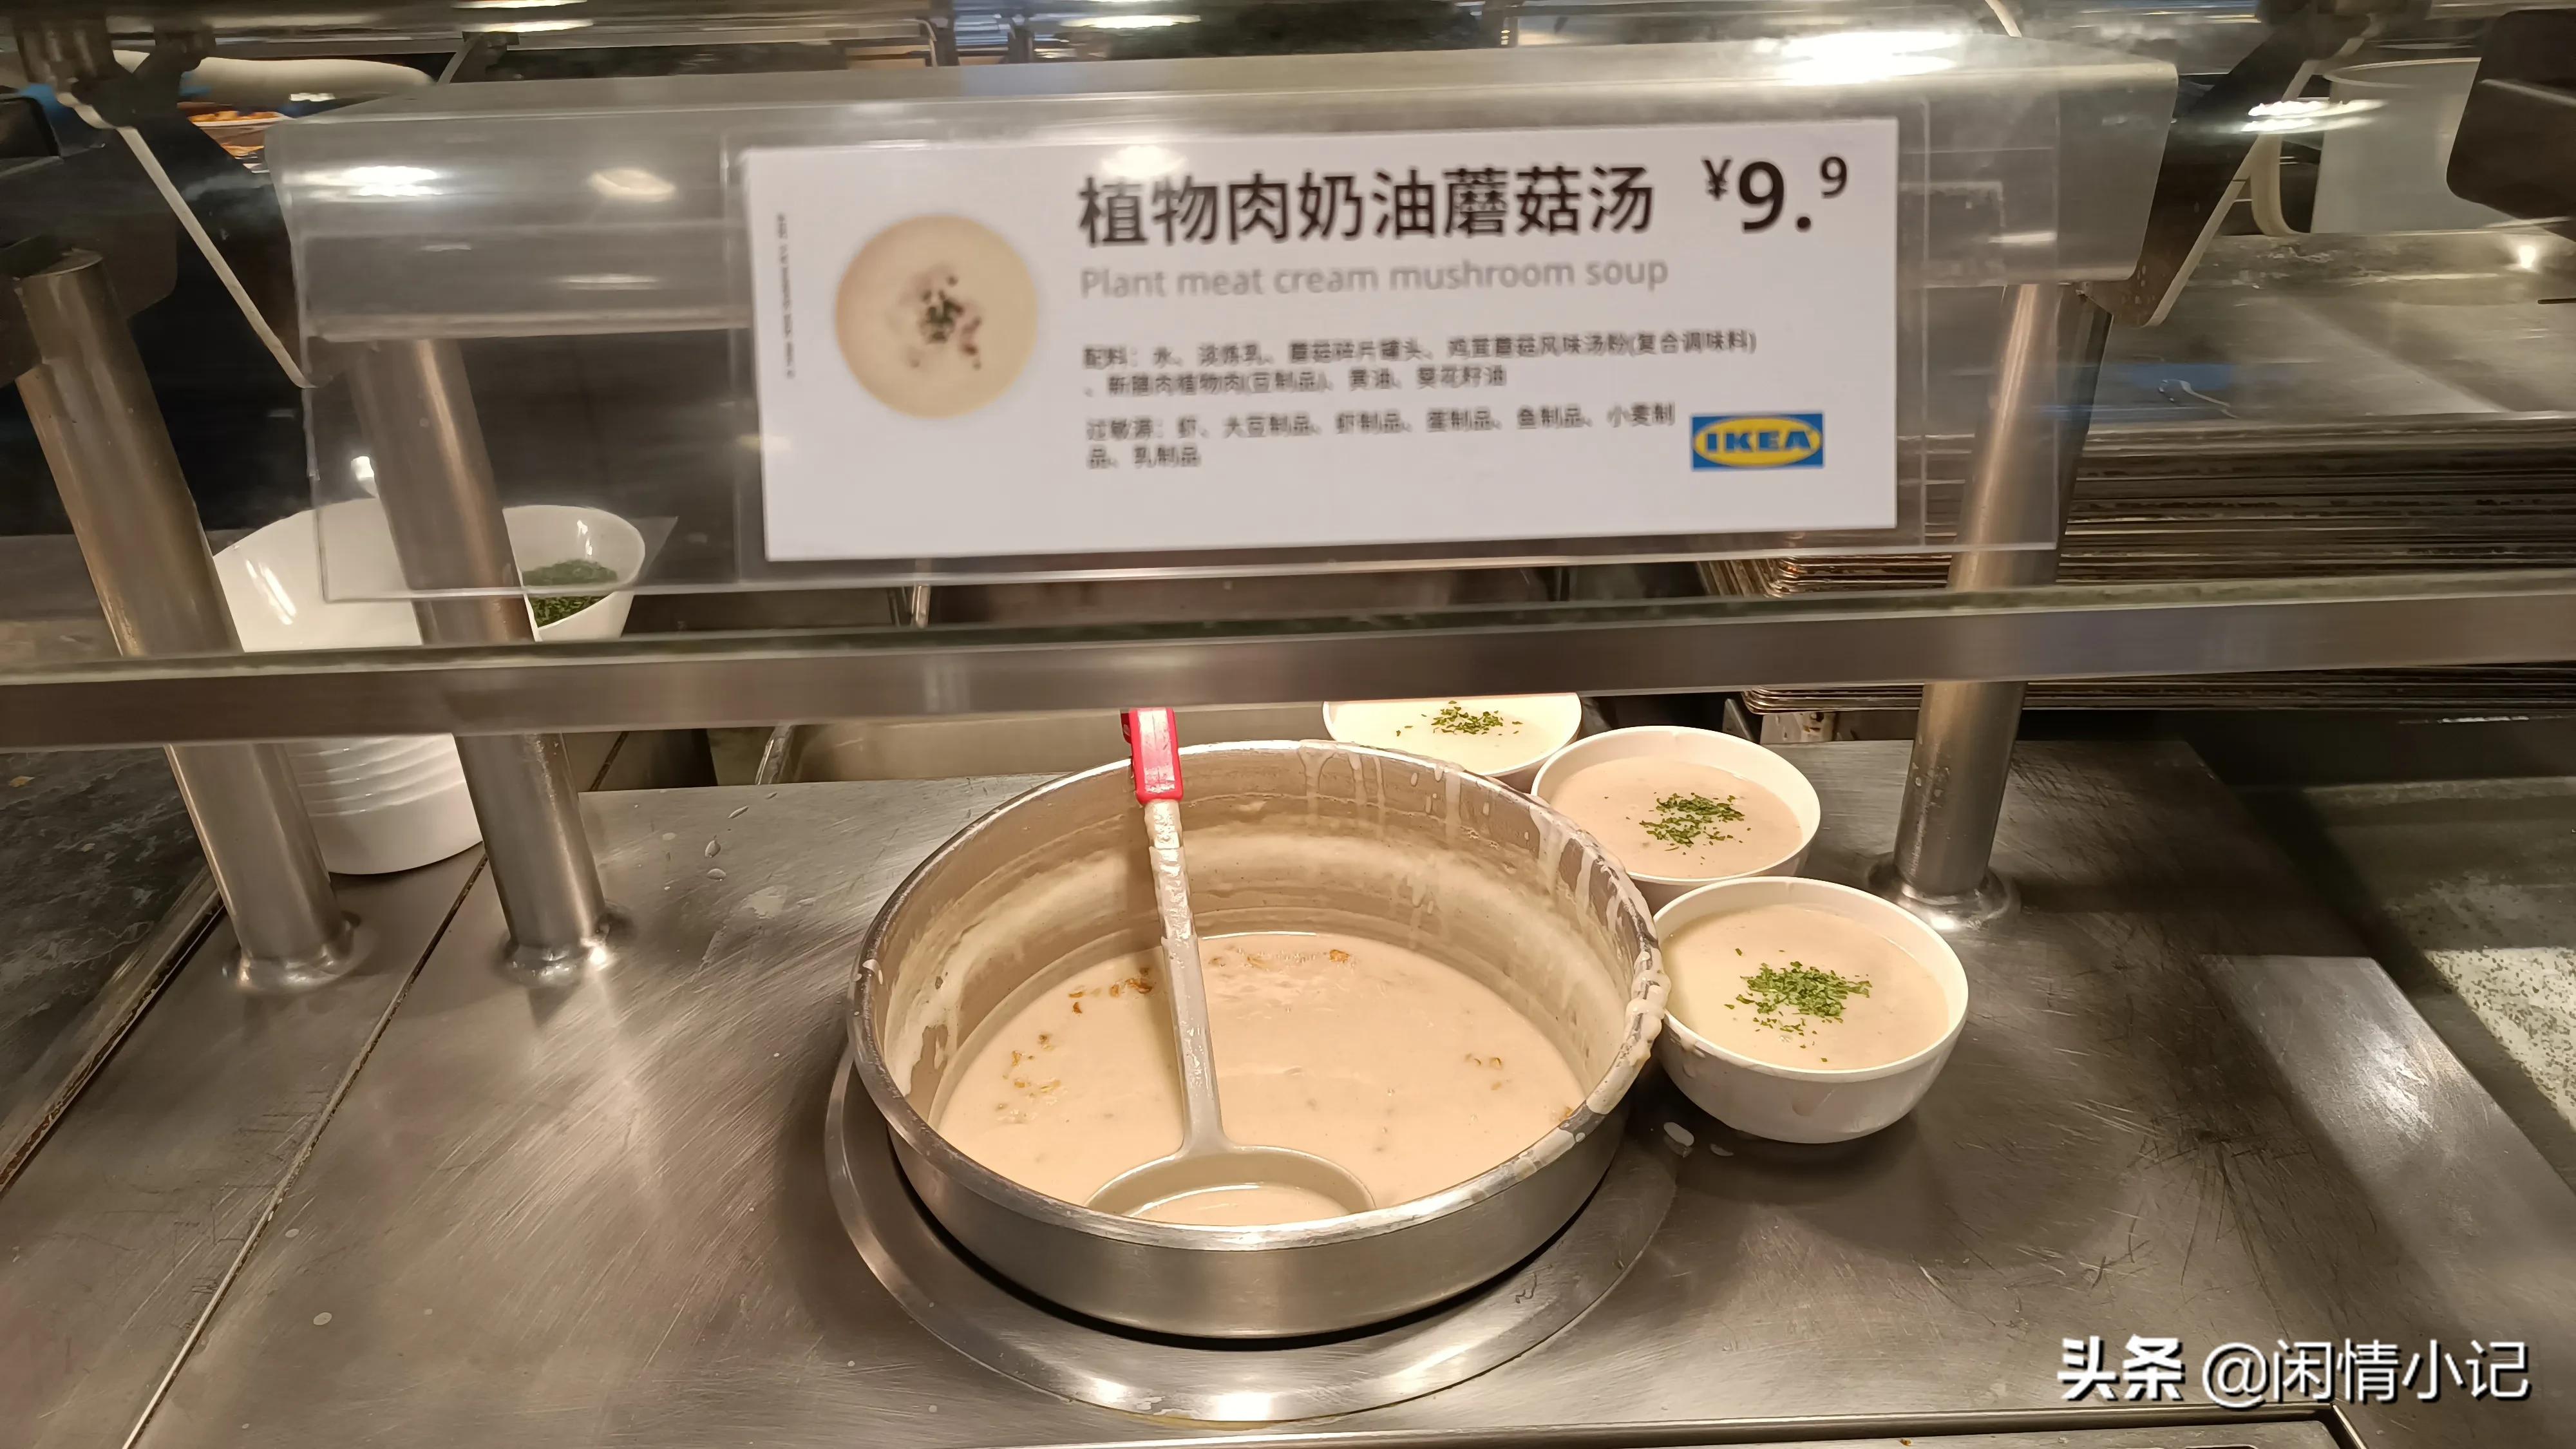 植物肉奶油蘑菇汤 ¥9.9
Plant meat cream mushroom soup
配料：水、淡炼乳、蘑菇碎片罐头、鸡茸蘑菇风味汤粉(复合调味料)
、新膳肉植物肉(豆制品)、黄油、葵花籽油
过敏源：虾、大豆制品、虾制品、蛋制品、鱼制品、小麦制
品、乳制品
IKEA
头条 @闲情小记